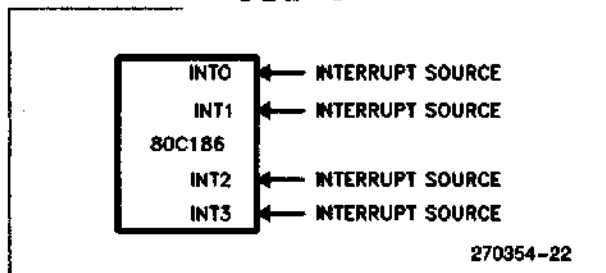 INT0 INTERRUPT SOURCE
INT1 INTERRUPT SOURCE
80C186
INT2 INTERRUPT SOURCE
INT3 INTERRUPT SOURCE
270354-22